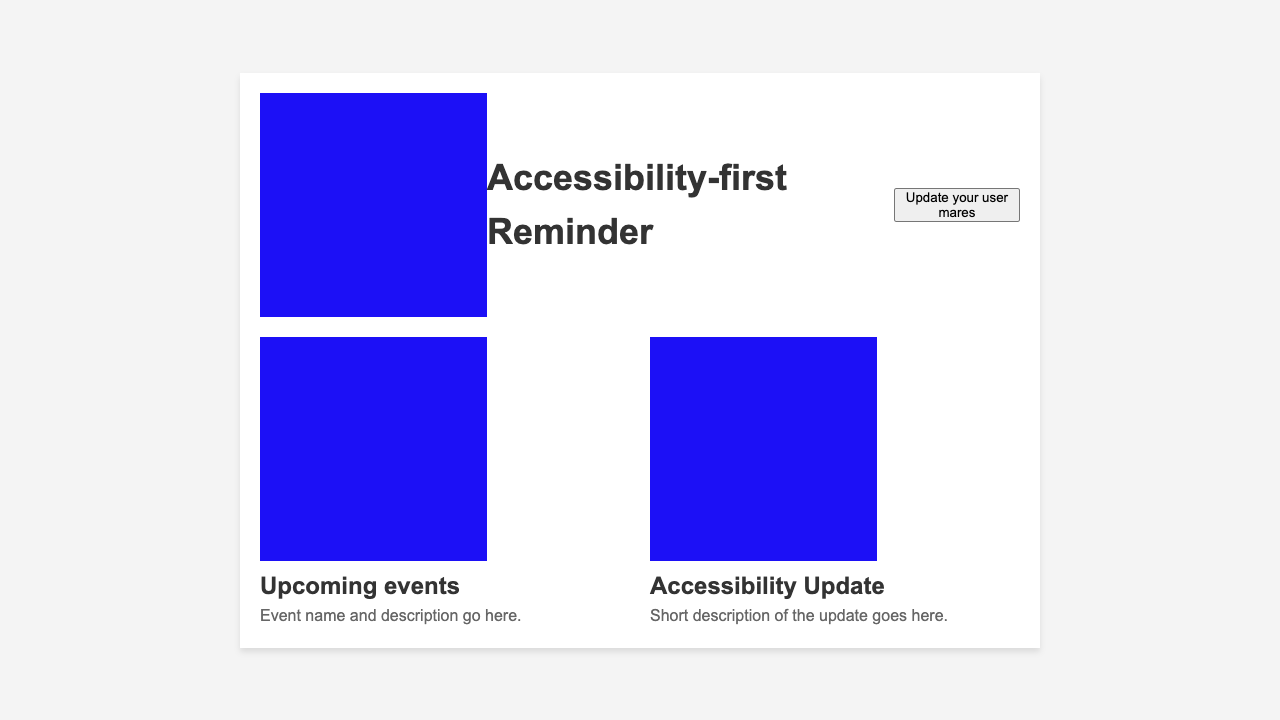 Accessibility-first
Reminder
Update your user
mares
Upcoming events
Event name and description go here.
Accessibility Update
Short description of the update goes here.